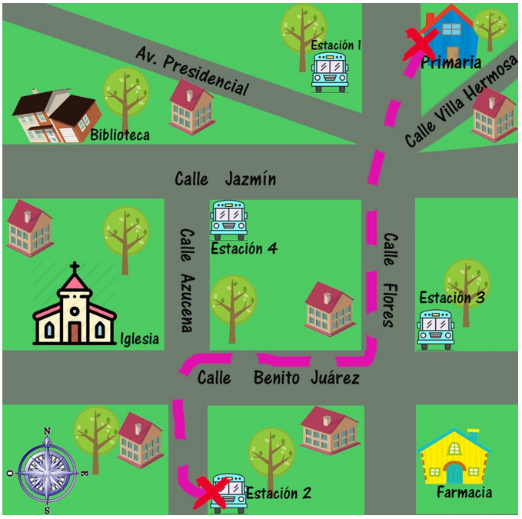 Estación 1
Av. Presidencial
Primaria
Calle Villa Hermosa
Biblioteca
Calle Jazmín
Calle Azucena
Estación 4
Calle Flores
Estación 3
Iglesia
Calle Benito Juárez
N
O
E
S
Estación 2
Farmacia